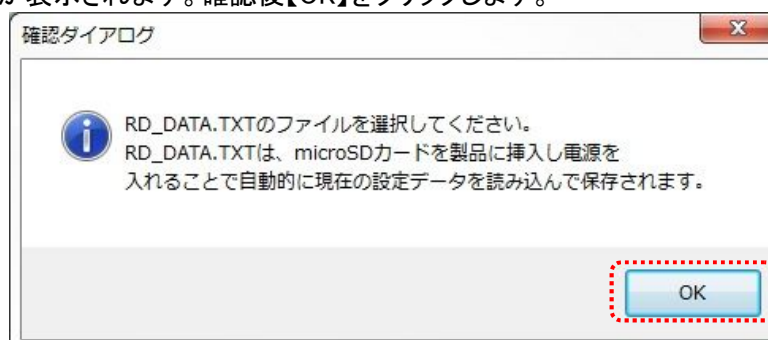 が表示されます。確認後【OK】をクリックします。
確認ダイアログ
RD_DATA.TXTのファイルを選択してください。
RD_DATA.TXTは、microSDカードを製品に挿入し電源を
入れることで自動的に現在の設定データを読み込んで保存されます。
OK